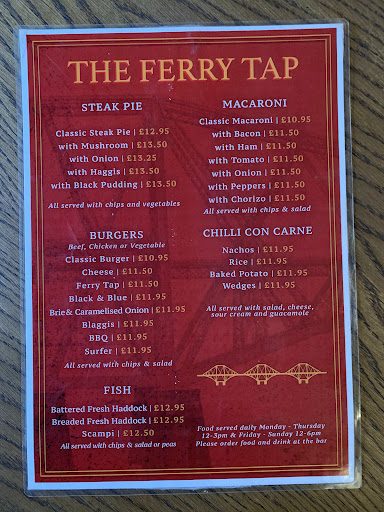 THE FERRY TAP
STEAK PIE
Classic Steak Pie | £12.95
with Mushroom | £13.50
with Onion | £13.25
with Haggis | £13.50
with Black Pudding | £13.50
All served with chips and vegetables
MACARONI
Classic Macaroni | £10.95
with Bacon | £11.50
with Ham | £11.50
with Tomato | £11.50
with Onion | £11.50
with Peppers | £11.50
with Chorizo | £11.50
All served with chips & salad
BURGERS
Beef, Chicken or Vegetable
Classic Burger | £10.95
Cheese | £11.50
Ferry Tap | £11.50
Black & Blue | £11.95
Brie& Caramelised Onion | £11.95
Blaggis | £11.95
BBQ | £11.95
Surfer | £11.95
All served with chips & salad
CHILLI CON CARNE
Nachos | £11.95
Rice | £11.95
Baked Potato | £11.95
Wedges | £11.95
All served with salad, cheese,
sour cream and guacamole
FISH
Battered Fresh Haddock | £12.95
Breaded Fresh Haddock | £12.95
Scampi | £12.50
All served with chips & salad or peas
Food served daily Monday - Thursday
12-3pm & Friday - Sunday 12-6pm
Please order food and drink at the bar